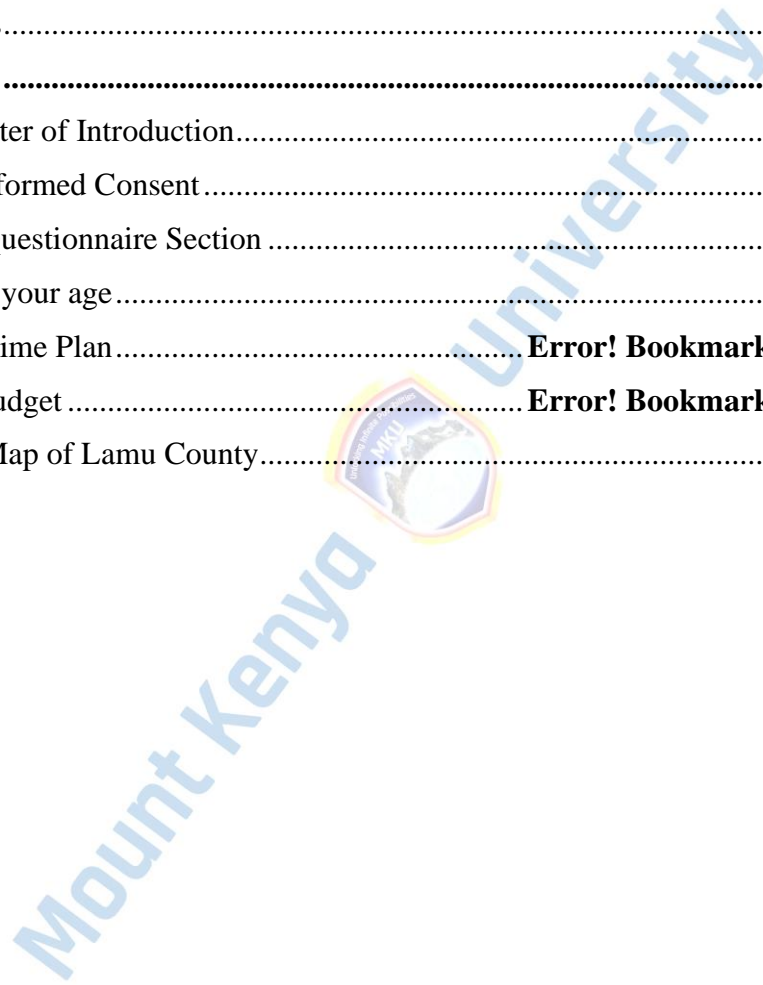 s..................................................................................................
..................................................................................................
ter of Introduction......................................................................
formed Consent...........................................................................
uestionnaire Section..................................................................
your age.......................................................................................
ime Plan....................................................... Error! Bookmark
udget............................................................. Error! Bookmark
Map of Lamu County...................................................................
MKU
Mount Kenya University